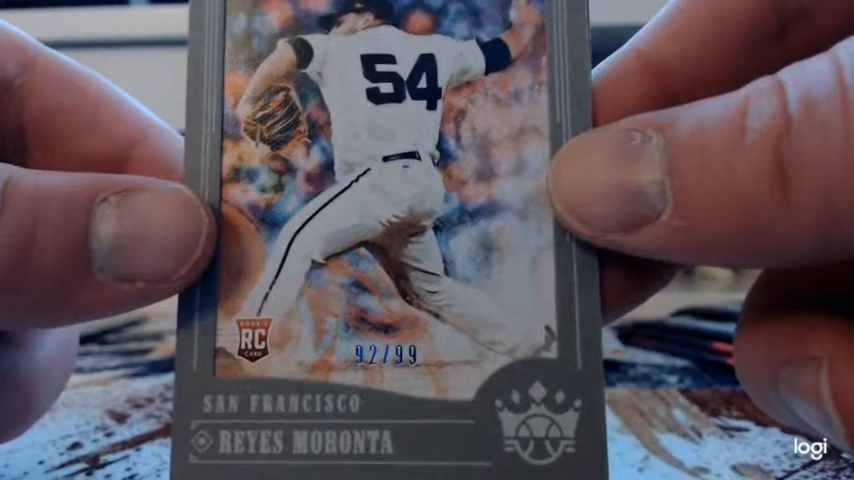 54
ROOKIE
RC
CARD
92/99
SAN FRANCISCO
REYES MORONTA
logi